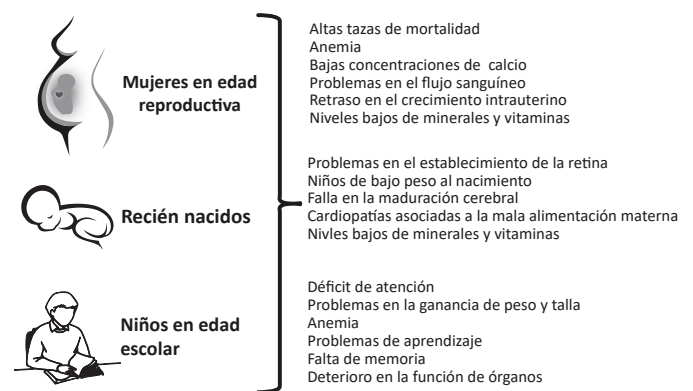 Mujeres en edad
reproductiva
Altas tazas de mortalidad
Anemia
Bajas concentraciones de calcio
Problemas en el flujo sanguíneo
Retraso en el crecimiento intrauterino
Niveles bajos de minerales y vitaminas
Recién nacidos
Problemas en el establecimiento de la retina
Niños de bajo peso al nacimiento
Falla en la maduración cerebral
Cardiopatías asociadas a la mala alimentación materna
Nivles bajos de minerales y vitaminas
Niños en edad
escolar
Déficit de atención
Problemas en la ganancia de peso y talla
Anemia
Problemas de aprendizaje
Falta de memoria
Deterioro en la función de órganos